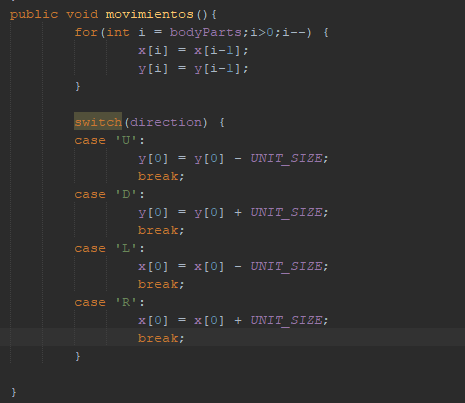 public void movimientos(){
for(int i = bodyParts;i>0;i--) {
x[i] = x[i-1];
y[i] = y[i-1];
}
switch(direction) {
case 'U':
y[0] = y[0] - UNIT_SIZE;
break;
case 'D':
y[0] = y[0] + UNIT_SIZE;
break;
case 'L':
x[0] = x[0] - UNIT_SIZE;
break;
case 'R':
x[0] = x[0] + UNIT_SIZE;
break;
}
}